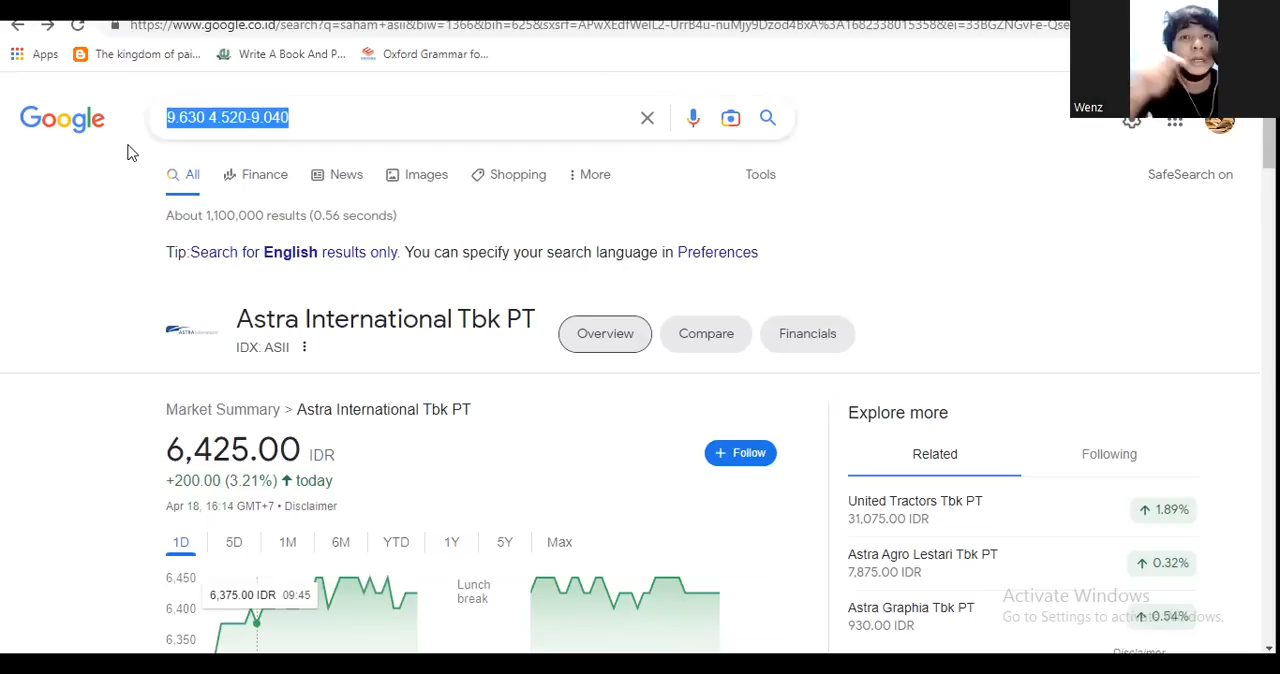 https://www.google.co.id/search?q=saham+asii&biw=1366&bih=625&sxsrf=APwXEdfWeIL2-UrrB4u-nuMjy9Dzod4BxA%3A1682338015358&ei=33BGZNGvFe-Qse
Apps The kingdom of pai... Write A Book And P... Oxford Grammar fo...
Wenz
Google 9.630 4.520-9.040
All Finance News Images Shopping More Tools SafeSearch on
About 1,100,000 results (0.56 seconds)
Tip:Search for English results only. You can specify your search language in Preferences
Astra International Tbk PT
ASTRA
Overview Compare Financials
IDX: ASII
Market Summary > Astra International Tbk PT
6,425.00 IDR
+ Follow
+200.00 (3.21%) ↑ today
Apr 18, 16:14 GMT+7 • Disclaimer
1D 5D 1M 6M YTD 1Y 5Y Max
6,450
6,400
6,350
6,375.00 IDR 09:45
Lunch
break
Explore more
Related Following
United Tractors Tbk PT
31,075.00 IDR
↑ 1.89%
Astra Agro Lestari Tbk PT
7,875.00 IDR
↑ 0.32%
Astra Graphia Tbk PT
930.00 IDR
↑ 0.54%
Activate Windows
Go to Settings to activate Windows.
Disclaimer